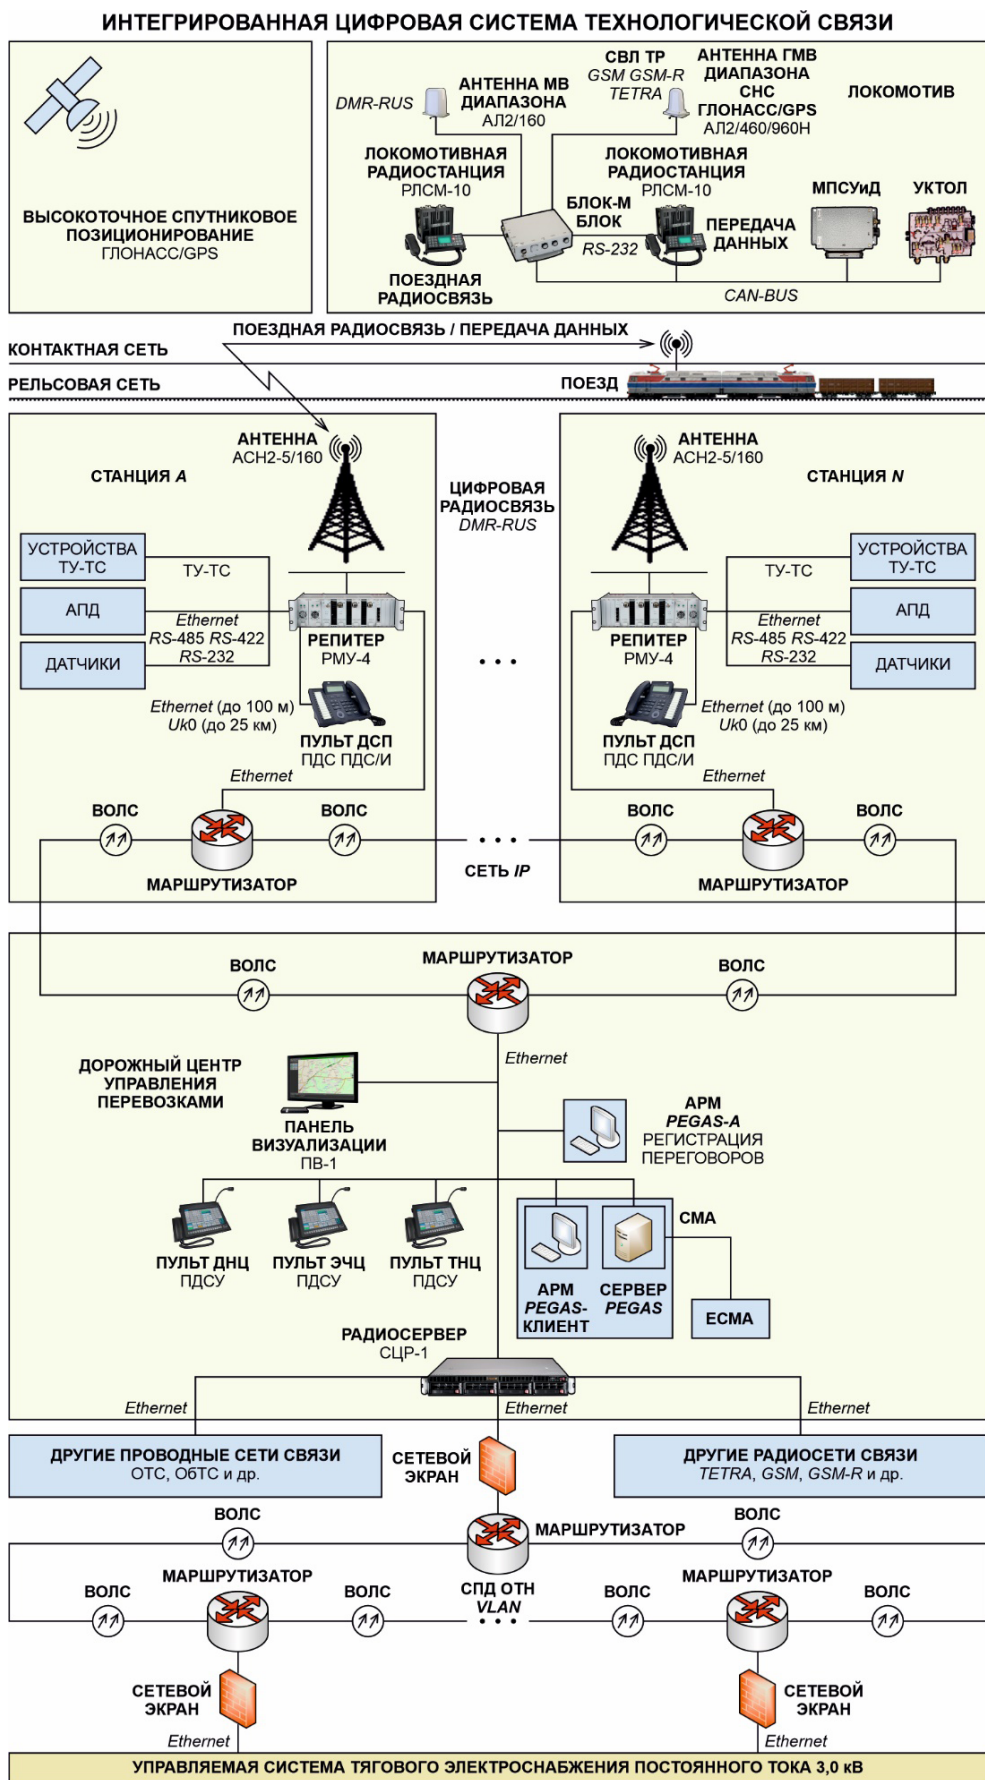 ИНТЕГРИРОВАННАЯ ЦИФРОВАЯ СИСТЕМА ТЕХНОЛОГИЧЕСКОЙ СВЯЗИ
ВЫСОКОТОЧНОЕ СПУТНИКОВОЕ
ПОЗИЦИОНИРОВАНИЕ
ГЛОНАСС/GPS
DMR-RUS
АНТЕННА МВ
ДИАПАЗОНА
АЛ2/160
СВЛ ТР
GSM GSM-R
TETRA
АНТЕННА ГМВ
ДИАПАЗОНА
СНС
ГЛОНАСС/GPS
АЛ2/460/960Н
ЛОКОМОТИВ
ЛОКОМОТИВНАЯ
РАДИОСТАНЦИЯ
РЛСМ-10
ПОЕЗДНАЯ
РАДИОСВЯЗЬ
БЛОК-М
БЛОК
RS-232
ЛОКОМОТИВНАЯ
РАДИОСТАНЦИЯ
РЛСМ-10
ПЕРЕДАЧА
ДАННЫХ
МПСУиД
УКТОЛ
CAN-BUS
ПОЕЗДНАЯ РАДИОСВЯЗЬ / ПЕРЕДАЧА ДАННЫХ
КОНТАКТНАЯ СЕТЬ
РЕЛЬСОВАЯ СЕТЬ
ПОЕЗД
АНТЕННА
АСН2-5/160
СТАНЦИЯ А
УСТРОЙСТВА
ТУ-ТС
ТУ-ТС
АПД
Ethernet
RS-485 RS-422
RS-232
ДАТЧИКИ
РЕПИТЕР
РМУ-4
Ethernet (до 100 м)
Uk0 (до 25 км)
ПУЛЬТ ДСП
ПДС ПДС/И
Ethernet
ВОЛС
ВОЛС
МАРШРУТИЗАТОР
ЦИФРОВАЯ
РАДИОСВЯЗЬ
DMR-RUS
• • •
• • •
СЕТЬ IP
АНТЕННА
АСН2-5/160
СТАНЦИЯ N
УСТРОЙСТВА
ТУ-ТС
ТУ-ТС
АПД
Ethernet
RS-485 RS-422
RS-232
ДАТЧИКИ
РЕПИТЕР
РМУ-4
Ethernet (до 100 м)
Uk0 (до 25 км)
ПУЛЬТ ДСП
ПДС ПДС/И
Ethernet
ВОЛС
ВОЛС
МАРШРУТИЗАТОР
МАРШРУТИЗАТОР
ВОЛС
ВОЛС
Ethernet
ДОРОЖНЫЙ ЦЕНТР
УПРАВЛЕНИЯ
ПЕРЕВОЗКАМИ
ПАНЕЛЬ
ВИЗУАЛИЗАЦИИ
ПВ-1
АРМ
PEGAS-A
РЕГИСТРАЦИЯ
ПЕРЕГОВОРОВ
ПУЛЬТ ДНЦ
ПДСУ
ПУЛЬТ ЭЧЦ
ПДСУ
ПУЛЬТ ТНЦ
ПДСУ
АРМ
PEGAS-
КЛИЕНТ
СЕРВЕР
PEGAS
СМА
ЕСМА
РАДИОСЕРВЕР
СЦР-1
Ethernet
Ethernet
Ethernet
ДРУГИЕ ПРОВОДНЫЕ СЕТИ СВЯЗИ
ОТС, ОбТС и др.
СЕТЕВОЙ
ЭКРАН
ДРУГИЕ РАДИОСЕТИ СВЯЗИ
TETRA, GSM, GSM-R и др.
ВОЛС
МАРШРУТИЗАТОР
ВОЛС
ВОЛС
МАРШРУТИЗАТОР
ВОЛС
СПД ОТН
VLAN
• • •
ВОЛС
МАРШРУТИЗАТОР
ВОЛС
СЕТЕВОЙ
ЭКРАН
Ethernet
СЕТЕВОЙ
ЭКРАН
Ethernet
УПРАВЛЯЕМАЯ СИСТЕМА ТЯГОВОГО ЭЛЕКТРОСНАБЖЕНИЯ ПОСТОЯННОГО ТОКА 3,0 кВ